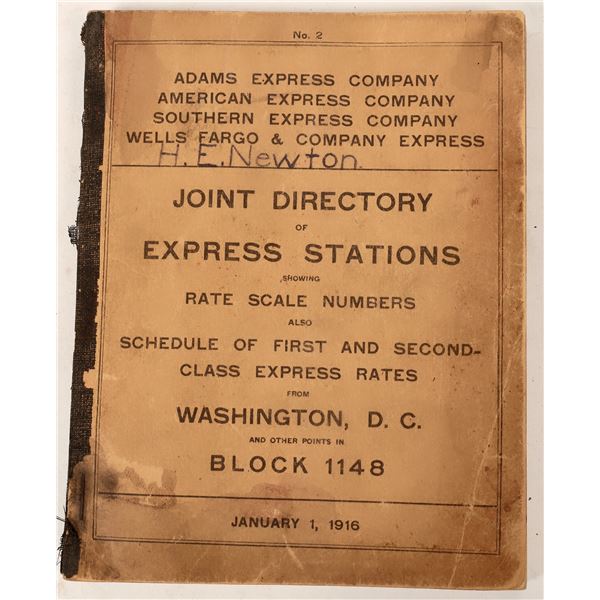 No. 2
ADAMS EXPRESS COMPANY
AMERICAN EXPRESS COMPANY
SOUTHERN EXPRESS COMPANY
WELLS FARGO & COMPANY EXPRESS
H. E. Newton.
JOINT DIRECTORY
OF
EXPRESS STATIONS
SHOWING
RATE SCALE NUMBERS
ALSO
SCHEDULE OF FIRST AND SECOND-
CLASS EXPRESS RATES
FROM
WASHINGTON, D. C.
AND OTHER POINTS IN
BLOCK 1148
JANUARY 1, 1916